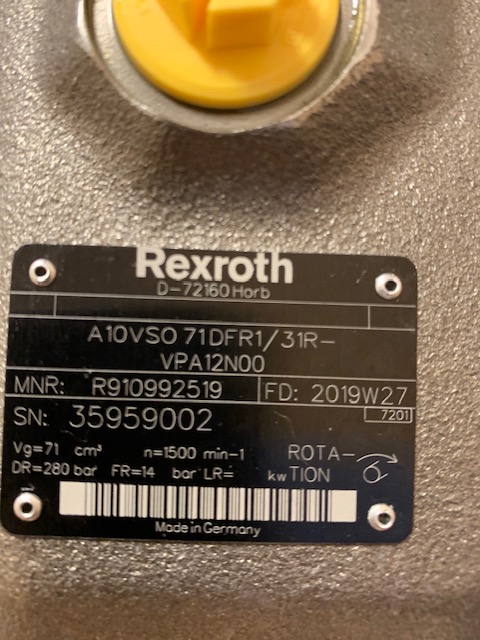 Rexroth
D-72160 Horb
A10VSO 71DFR1/31R-
VPA12N00
MNR: R910992519 FD: 2019W27
SN: 35959002 7201
Vg=71 cm³ n=1500 min-1 ROTA-
DR=280 bar FR=14 bar LR= kW TION
Made in Germany